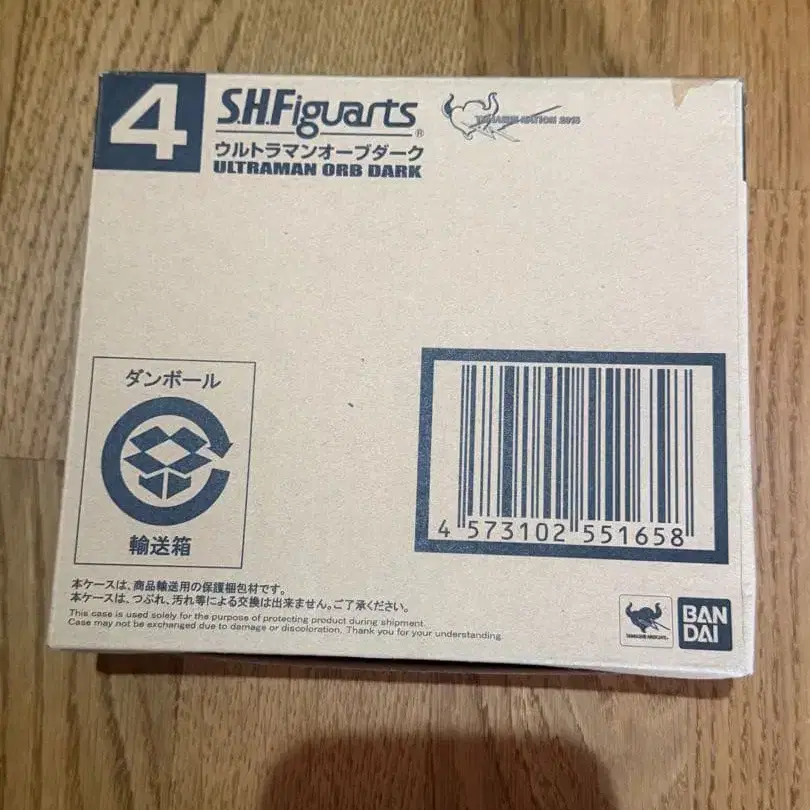 4
S.H.Figuarts
®
TAMASHII NATION 2018
ウルトラマンオーブダーク
ULTRAMAN ORB DARK
ダンボール
輸送箱
4 573102 551658
本ケースは、商品輸送用の保護梱包材です。
本ケースは、つぶれ、汚れ等による交換は出来ません。ご了承ください。
This case is used solely for the purpose of protecting product during shipment.
Case may not be exchanged due to damage or discoloration. Thank you for your understanding.
TAMASHII NATIONS
BAN
DAI